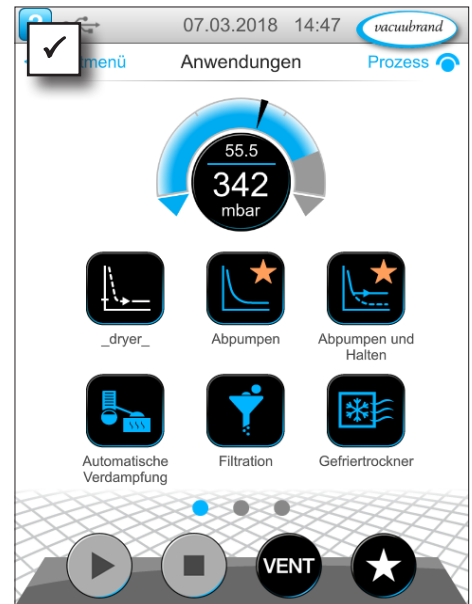 07.03.2018 14:47 vacuubrand
menü Anwendungen Prozess
55.5
342
mbar
_dryer_ Abpumpen Abpumpen und
Halten
Automatische Filtration Gefriertrockner
Verdampfung
VENT